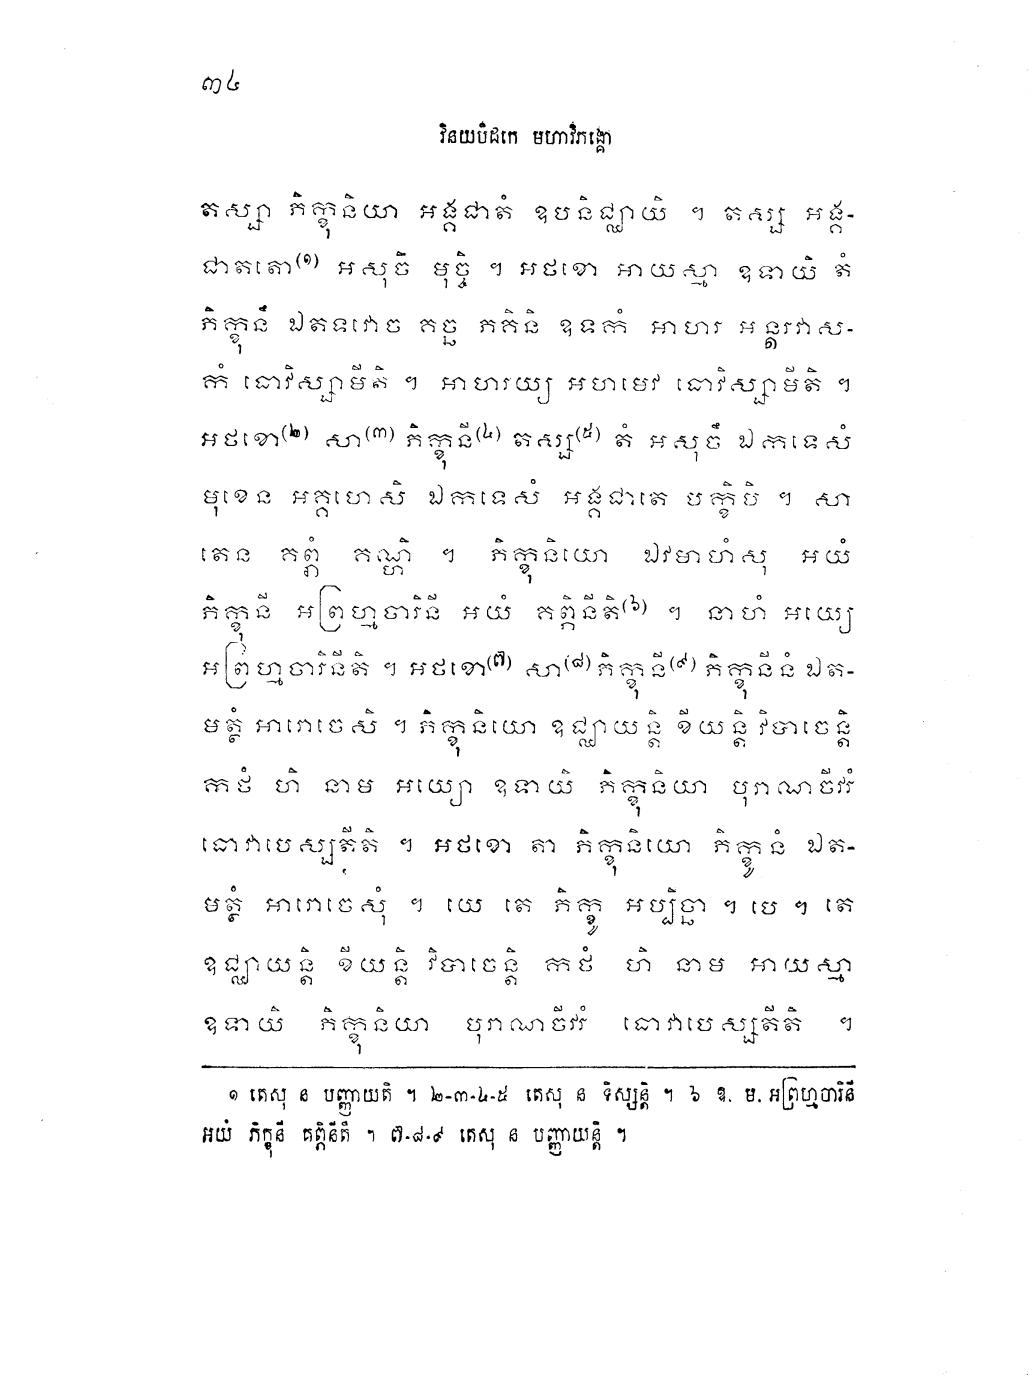 ៣៤
វិនយបិដកេ មហាវិភង្គោ
តស្សា ភិក្ខុនិយា អង្គជាតំ ឧបនិជ្ឈាយិ ។ តស្ស អង្គ-
ជាតតោ(១) អសុចិ មុច្ចិ ។ អថខោ អាយស្មា ឧទាយិ តំ
ភិក្ខុនឹ ឯតទវោច គច្ឆ ភគិនិ ឧទកំ អាហរ អន្តរវាស-
កំ ធោវិស្សាមីតិ ។ អាហរយ្យ អហមេវ ធោវិស្សាមីតិ ។
អថខោ(២) សា(៣) ភិក្ខុនី(៤) តស្ស(៥) តំ អសុចឹ ឯកទេសំ
មុខេន អគ្គហេសិ ឯកទេសំ អង្គជាតេ បក្ខិបិ ។ សា
តេន គព្ភំ គណ្ហិ ។ ភិក្ខុនិយោ ឯវមាហំសុ អយំ
ភិក្ខុនី អព្រហ្មចារិនី អយំ គព្ភិនីតិ(៦) ។ នាហំ អយ្យេ
អព្រហ្មចារិនីតិ ។ អថខោ(៧) សា(៨) ភិក្ខុនី(៩) ភិក្ខុនីនំ ឯត-
មត្ថំ អារោចេសិ ។ ភិក្ខុនិយោ ឧជ្ឈាយន្តិ ខីយន្តិ វិបាចេន្តិ
កថំ ហិ នាម អយ្យោ ឧទាយិ ភិក្ខុនិយា បុរាណចីវរំ
ធោវាបេស្សតីតិ ។ អថខោ តា ភិក្ខុនិយោ ភិក្ខូនំ ឯត-
មត្ថំ អារោចេសុំ ។ យេ តេ ភិក្ខូ អប្បិច្ឆា ។ បេ ។ តេ
ឧជ្ឈាយន្តិ ខីយន្តិ វិបាចេន្តិ កថំ ហិ នាម អាយស្មា
ឧទាយិ ភិក្ខុនិយា បុរាណចីវរំ ធោវាបេស្សតីតិ ។
១ តេសុ ន បញ្ញាយតិ ។ ២-៣-៤-៥ តេសុ ន ទិស្សន្តិ ។ ៦ ឱ. ម. អព្រហ្មចារិនី
អយំ ភិក្ខុនី គព្ភិនីតិ ។ ៧-៨-៩ តេសុ ន បញ្ញាយន្តិ ។